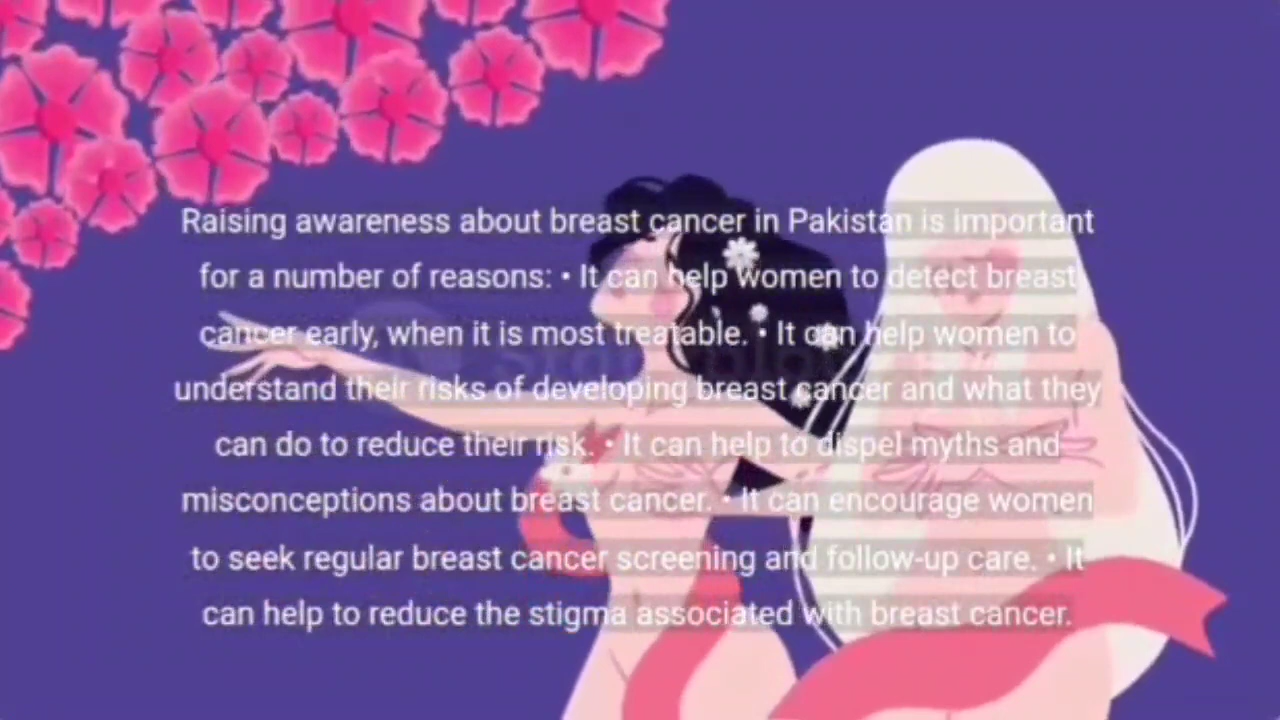 Raising awareness about breast cancer in Pakistan is important
for a number of reasons: • It can help women to detect breast
cancer early, when it is most treatable. • It can help women to
understand their risks of developing breast cancer and what they
can do to reduce their risk. • It can help to dispel myths and
misconceptions about breast cancer. • It can encourage women
to seek regular breast cancer screening and follow-up care. • It
can help to reduce the stigma associated with breast cancer.